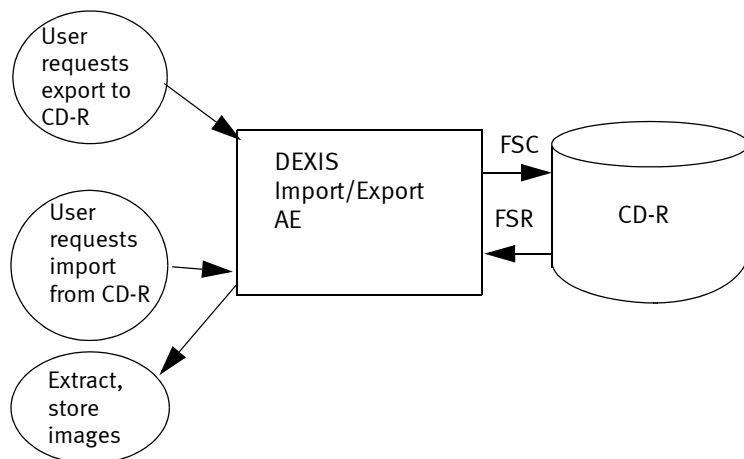 User
requests
export to
CD-R
DEXIS
Import/Export
AE
FSC
FSR
CD-R
User
requests
import
from CD-R
Extract,
store
images